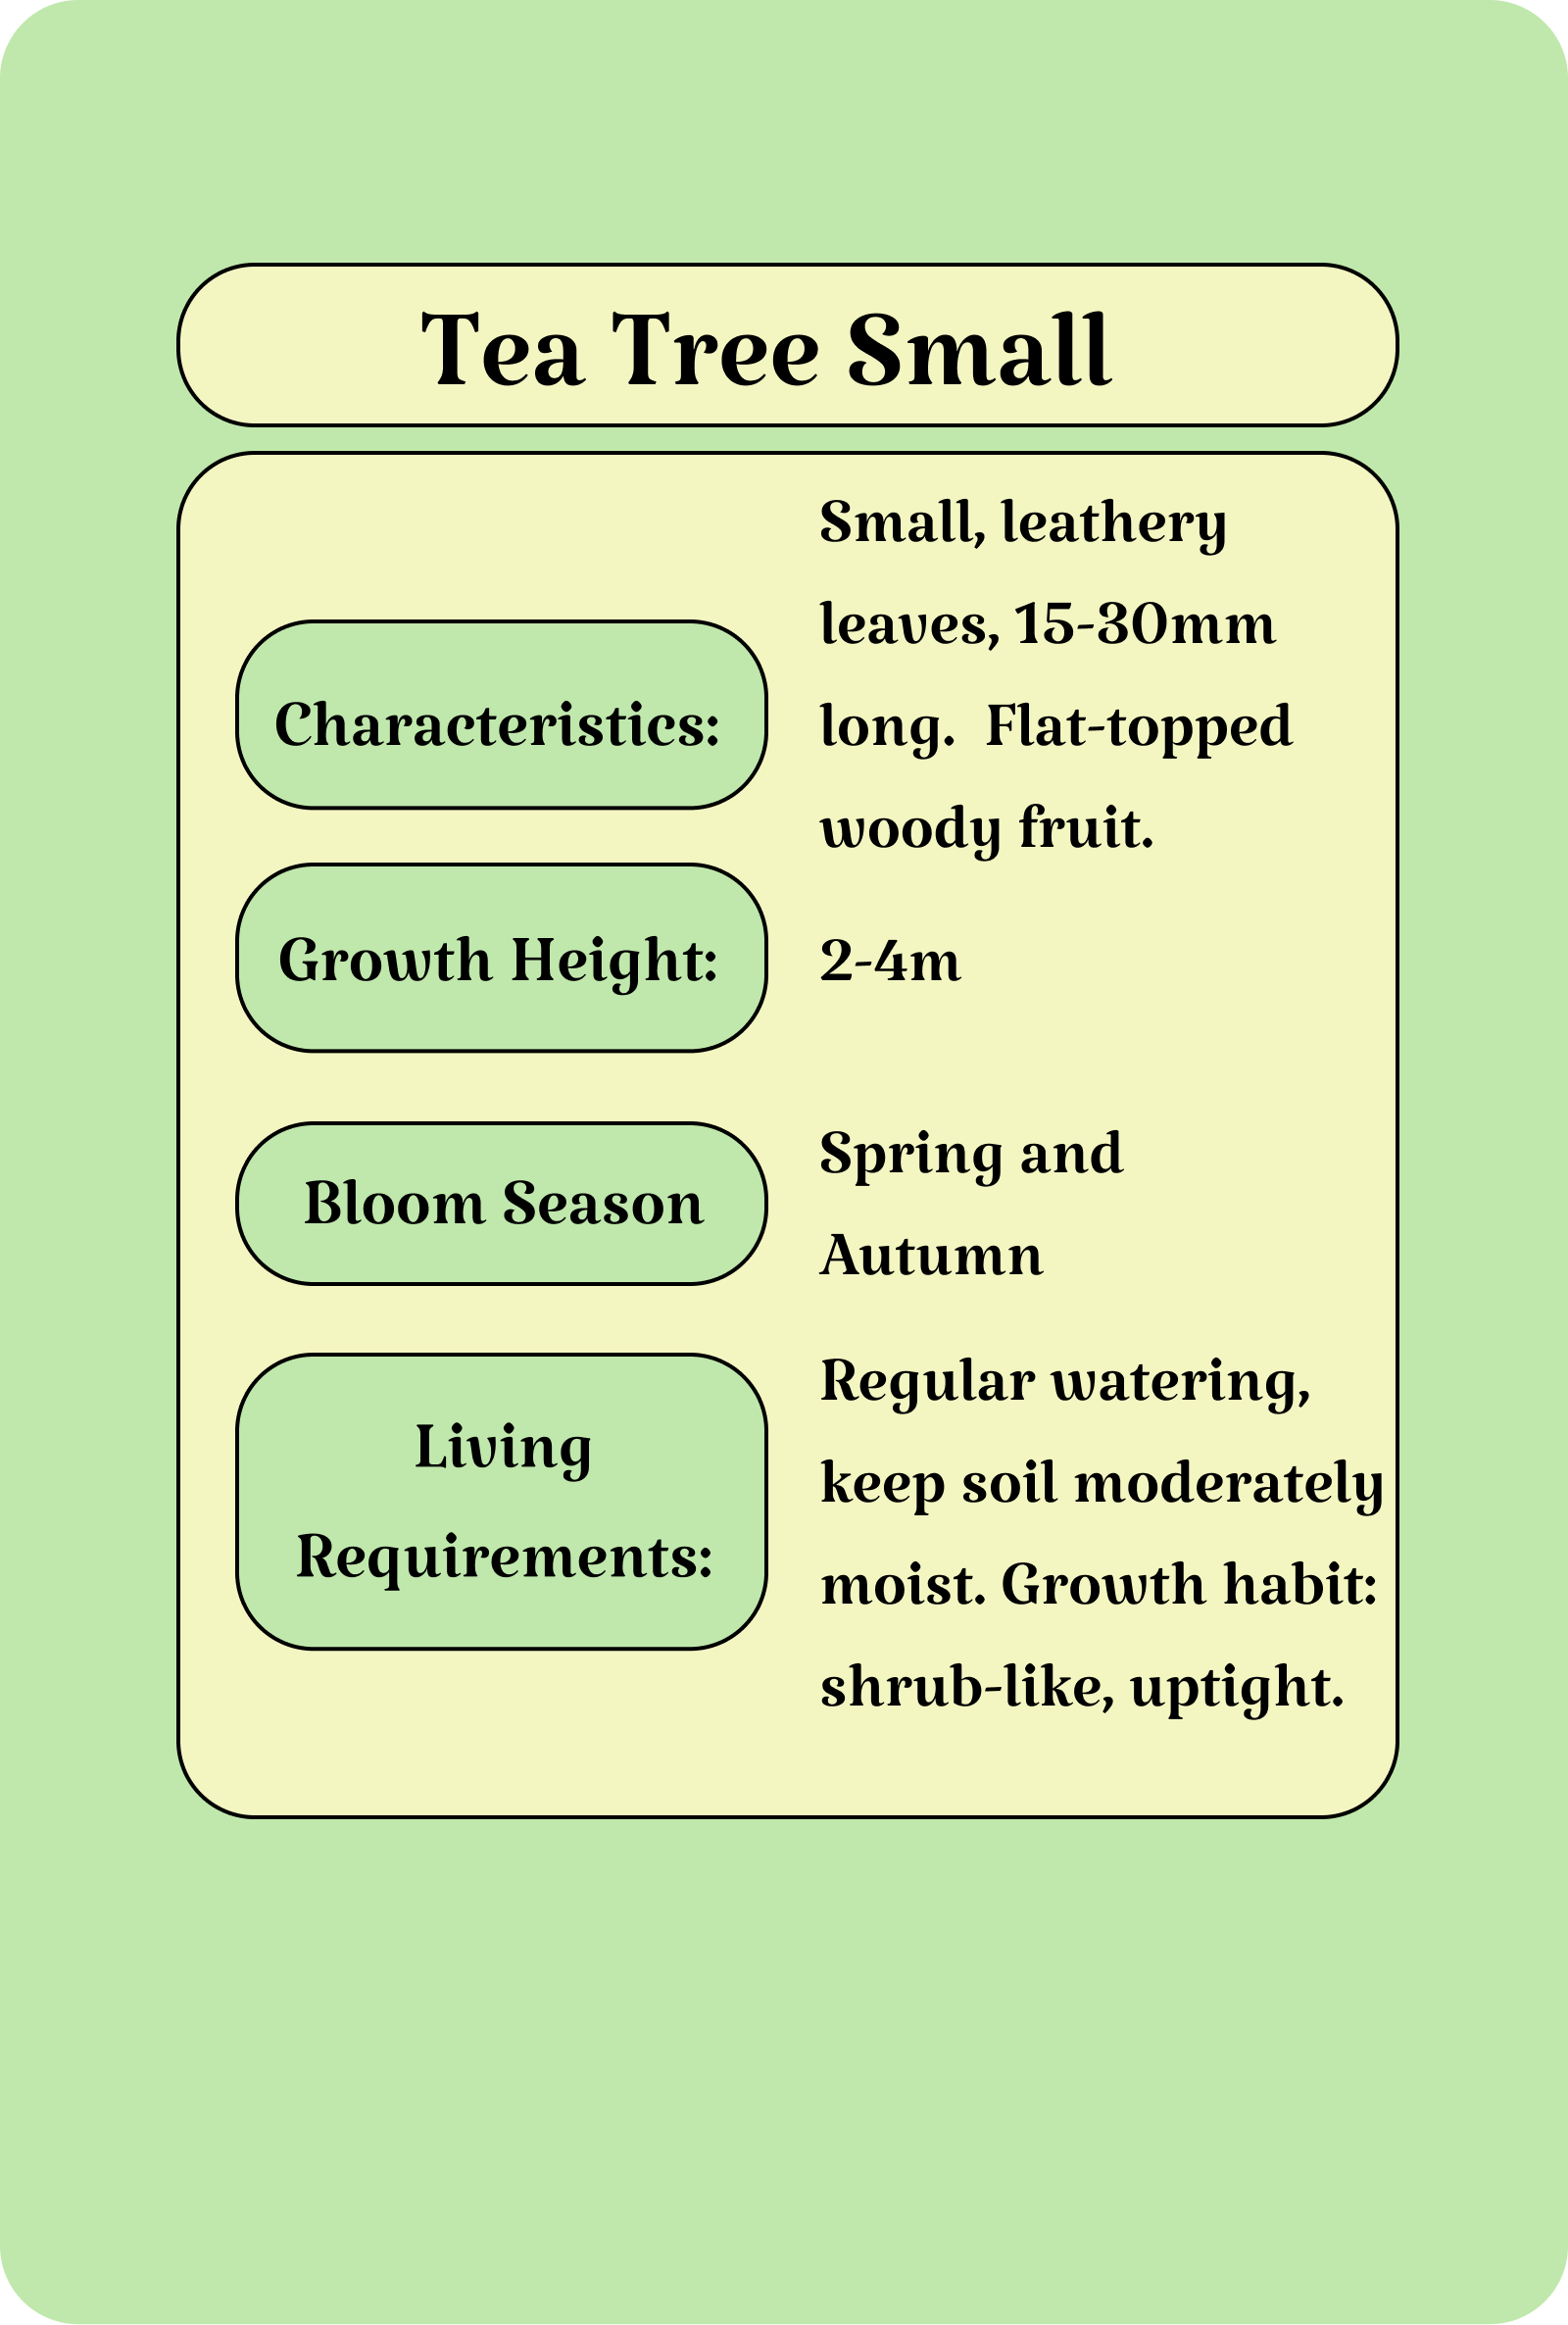 Tea Tree Small
Characteristics:
Small, leathery
leaves, 15-30mm
long.  Flat-topped
woody fruit.
Growth Height:
2-4m
Bloom Season
Spring and
Autumn
Living
Requirements:
Regular watering,
keep soil moderately
moist. Growth habit:
shrub-like, uptight.